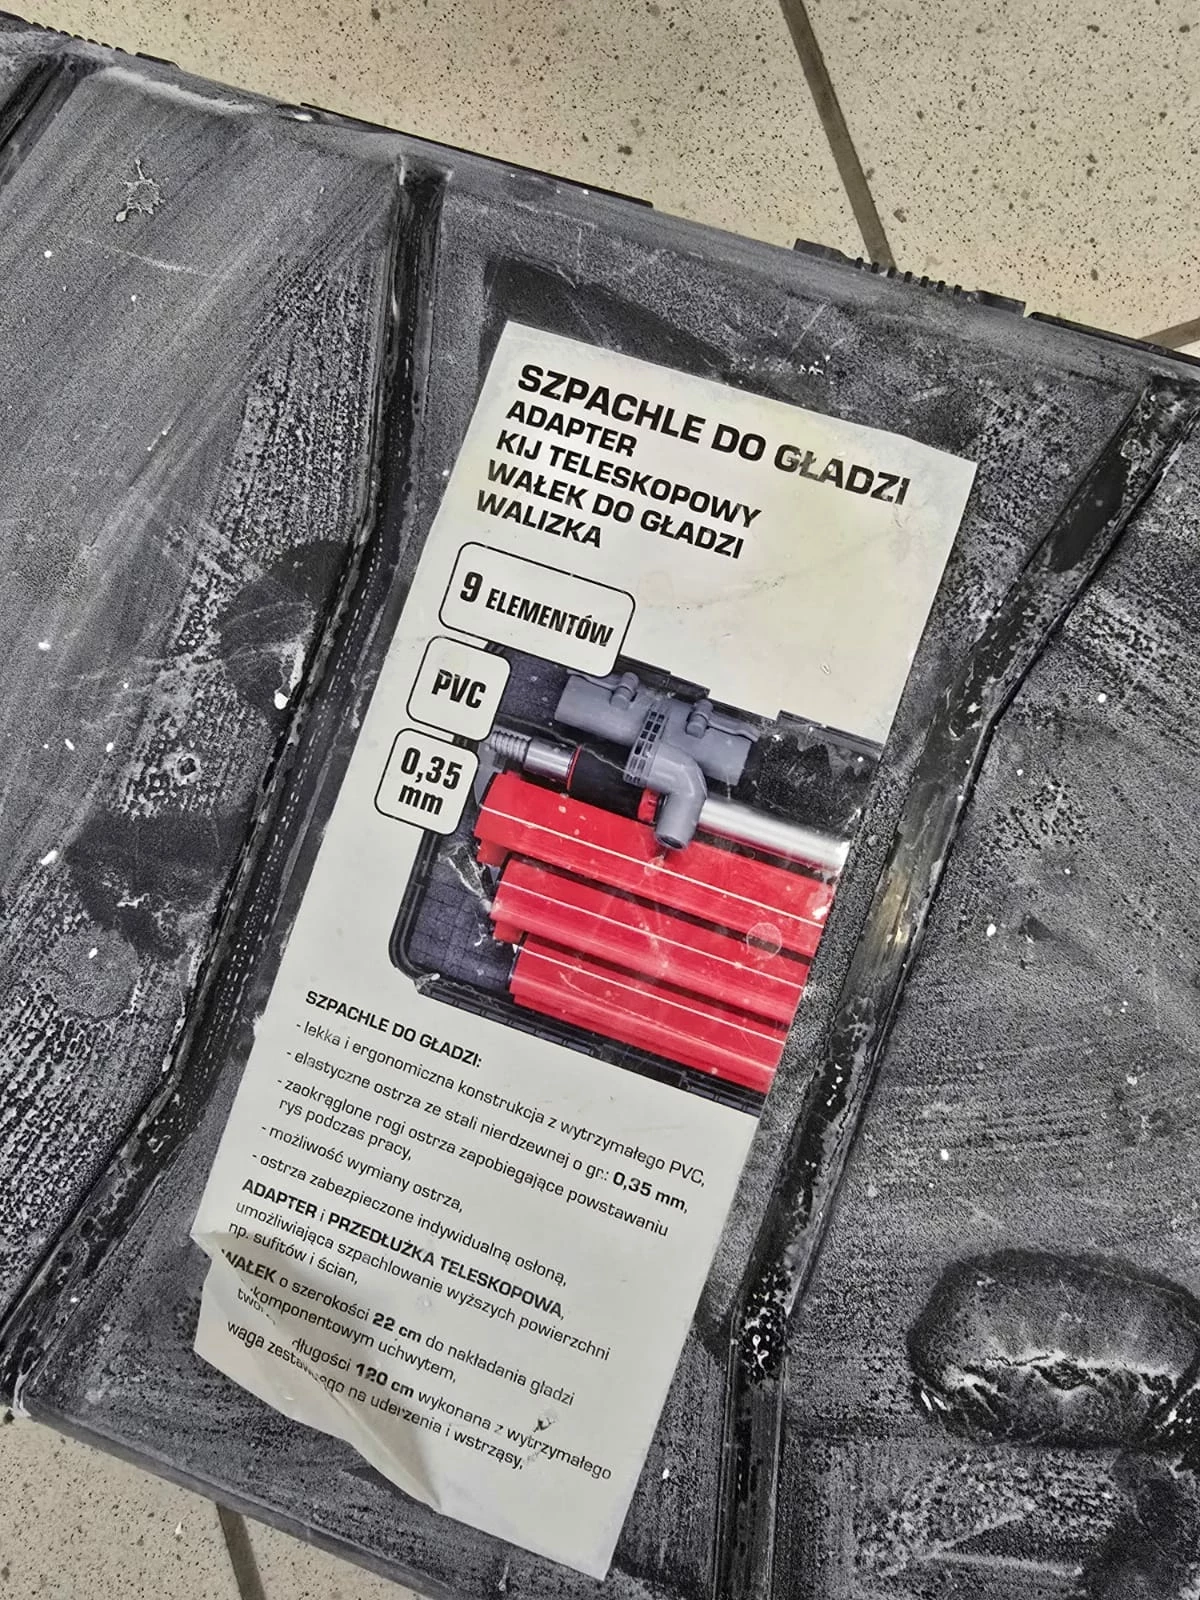 SZPACHLE DO GŁADZI
ADAPTER
KIJ TELESKOPOWY
WAŁEK DO GŁADZI
WALIZKA
9 ELEMENTÓW
PVC
0,35
mm
SZPACHLE DO GŁADZI:
- lekka i ergonomiczna konstrukcja z wytrzymałego PVC,
- elastyczne ostrza ze stali nierdzewnej o gr.: 0,35 mm,
- zaokrąglone rogi ostrza zapobiegające powstawaniu
rys podczas pracy,
- możliwość wymiany ostrza,
- ostrza zabezpieczone indywidualną osłoną,
ADAPTER i PRZEDŁUŻKA TELESKOPOWA,
umożliwiająca szpachlowanie wyższych powierzchni
np. sufitów i ścian,
WAŁEK o szerokości 22 cm do nakładania gładzi
komponentowym uchwytem,
długości 120 cm wykonana z wytrzymałego
na uderzenia i wstrząsy,
waga